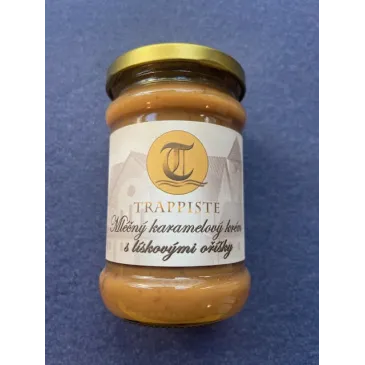 T
TRAPPISTE
Mléčný karamelový krém
s lískovými oříšky